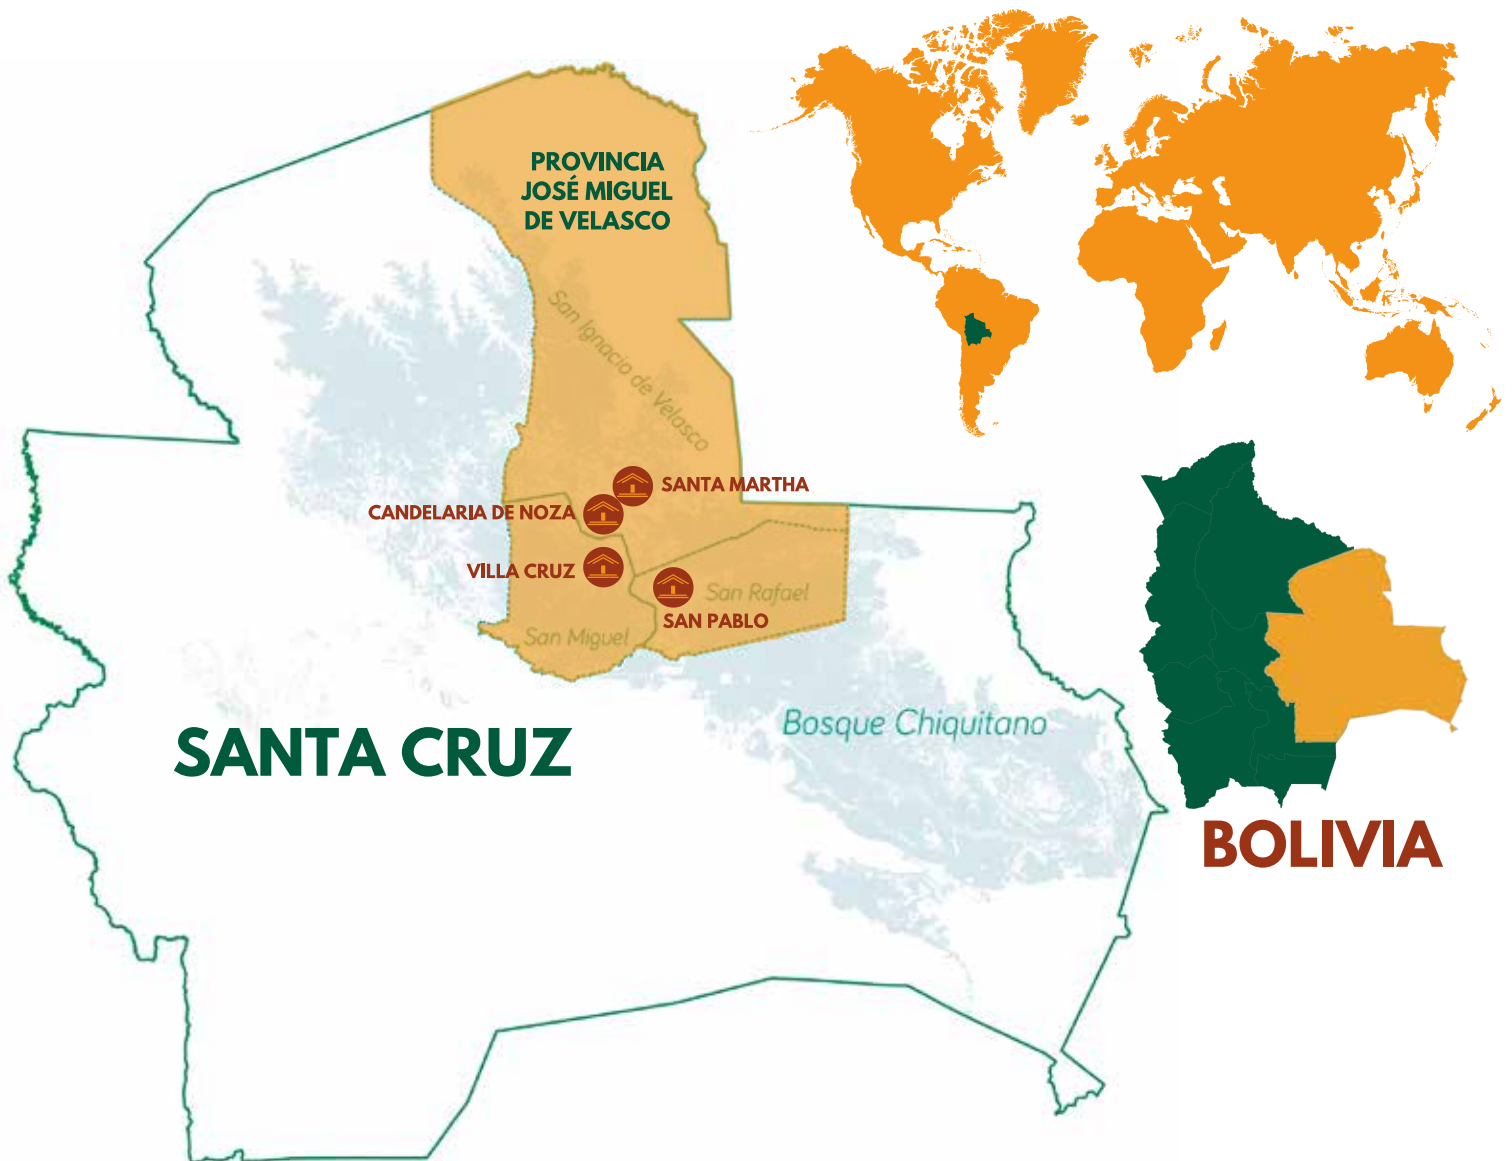 PROVINCIA
JOSÉ MIGUEL
DE VELASCO
San Ignacio de Velasco
SANTA MARTHA
CANDELARIA DE NOZA
VILLA CRUZ
San Rafael
SAN PABLO
San Miguel
Bosque Chiquitano
SANTA CRUZ
BOLIVIA